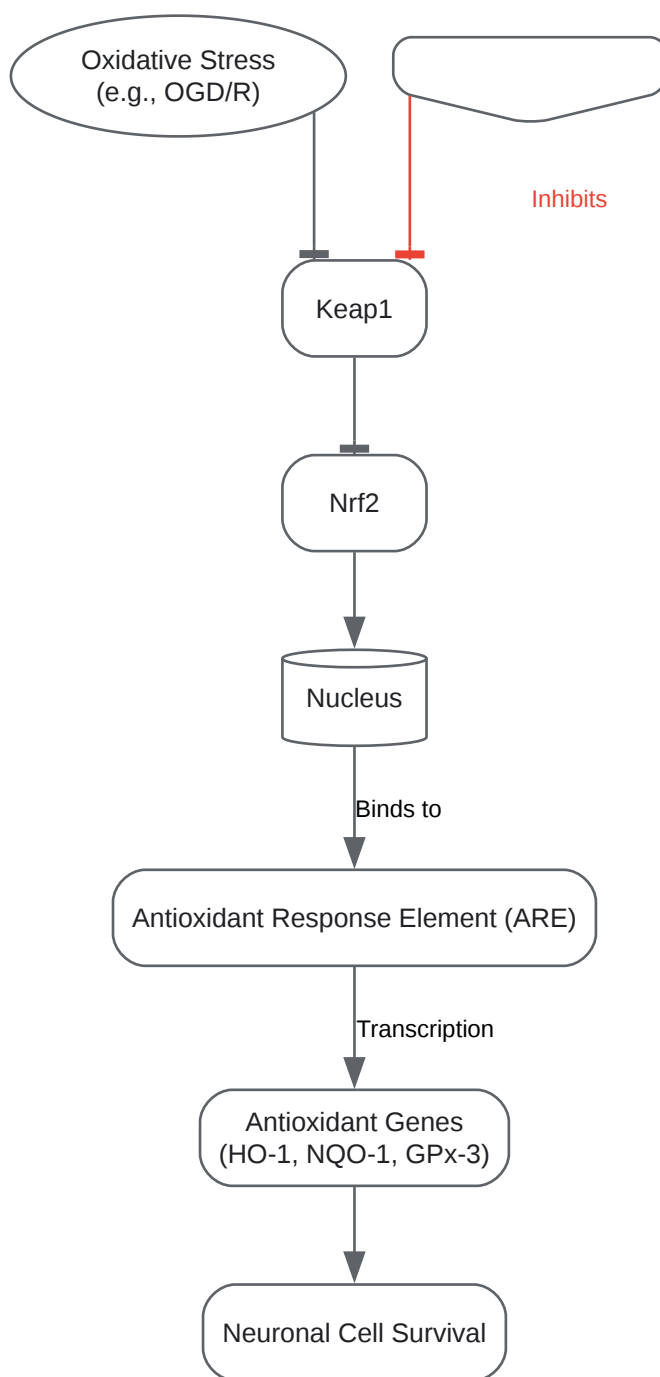 Oxidative Stress
(e.g., OGD/R)
Inhibits
Keap1
Nrf2
Nucleus
Binds to
Antioxidant Response Element (ARE)
Transcription
Antioxidant Genes
(HO-1, NQO-1, GPx-3)
Neuronal Cell Survival